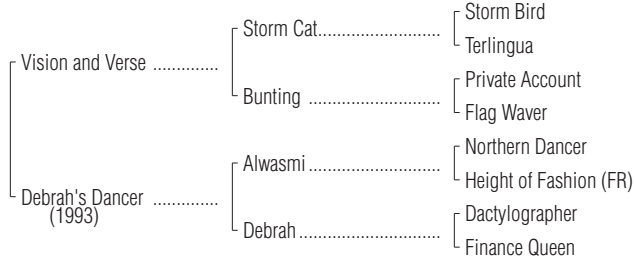 Storm Bird
Storm Cat
Terlingua
Vision and Verse
Private Account
Bunting
Flag Waver
Northern Dancer
Alwasmi
Height of Fashion (FR)
Debrah's Dancer
(1993)
Dactylographer
Debrah
Finance Queen